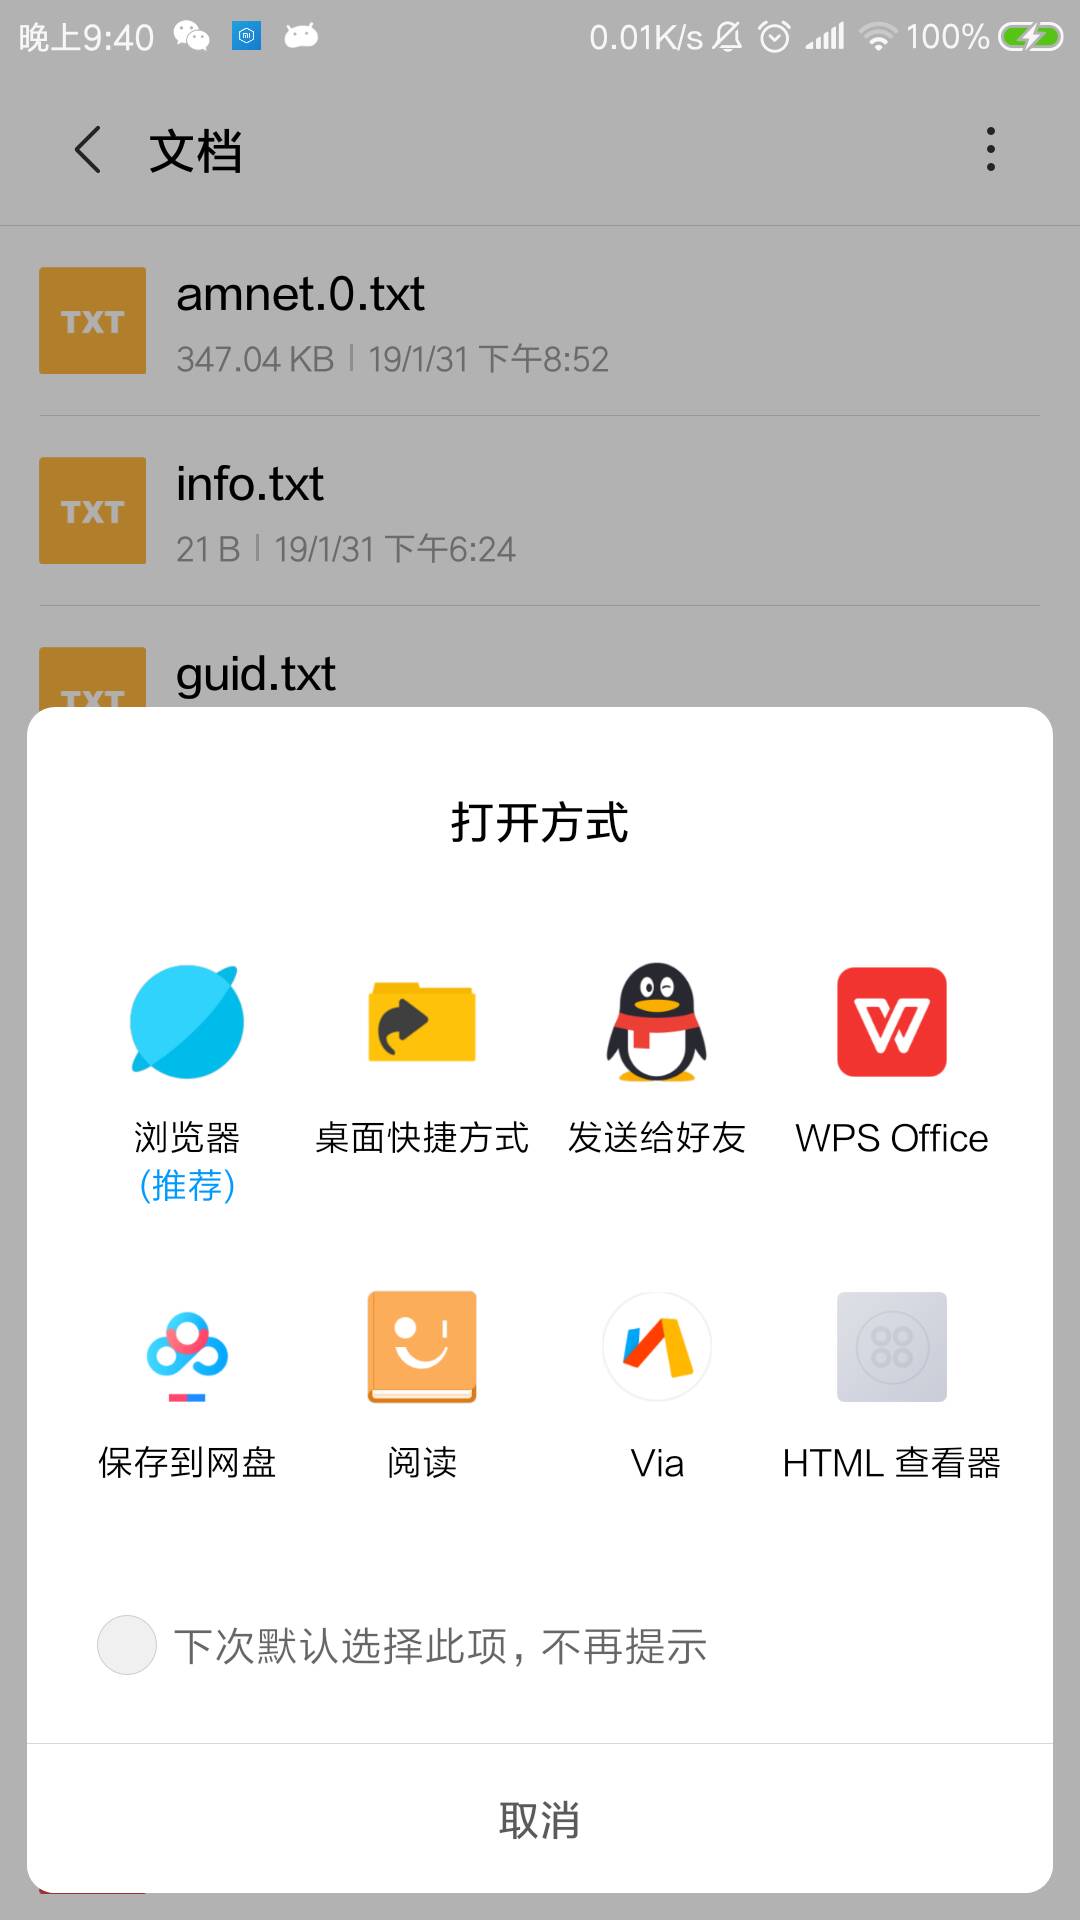 晚上9:40
0.01K/s
100%
文档
TXT
amnet.0.txt
347.04 KB | 19/1/31 下午8:52
TXT
info.txt
21 B | 19/1/31 下午6:24
TXT
guid.txt
打开方式
浏览器
(推荐)
桌面快捷方式
发送给好友
WPS Office
保存到网盘
阅读
Via
HTML 查看器
下次默认选择此项，不再提示
取消